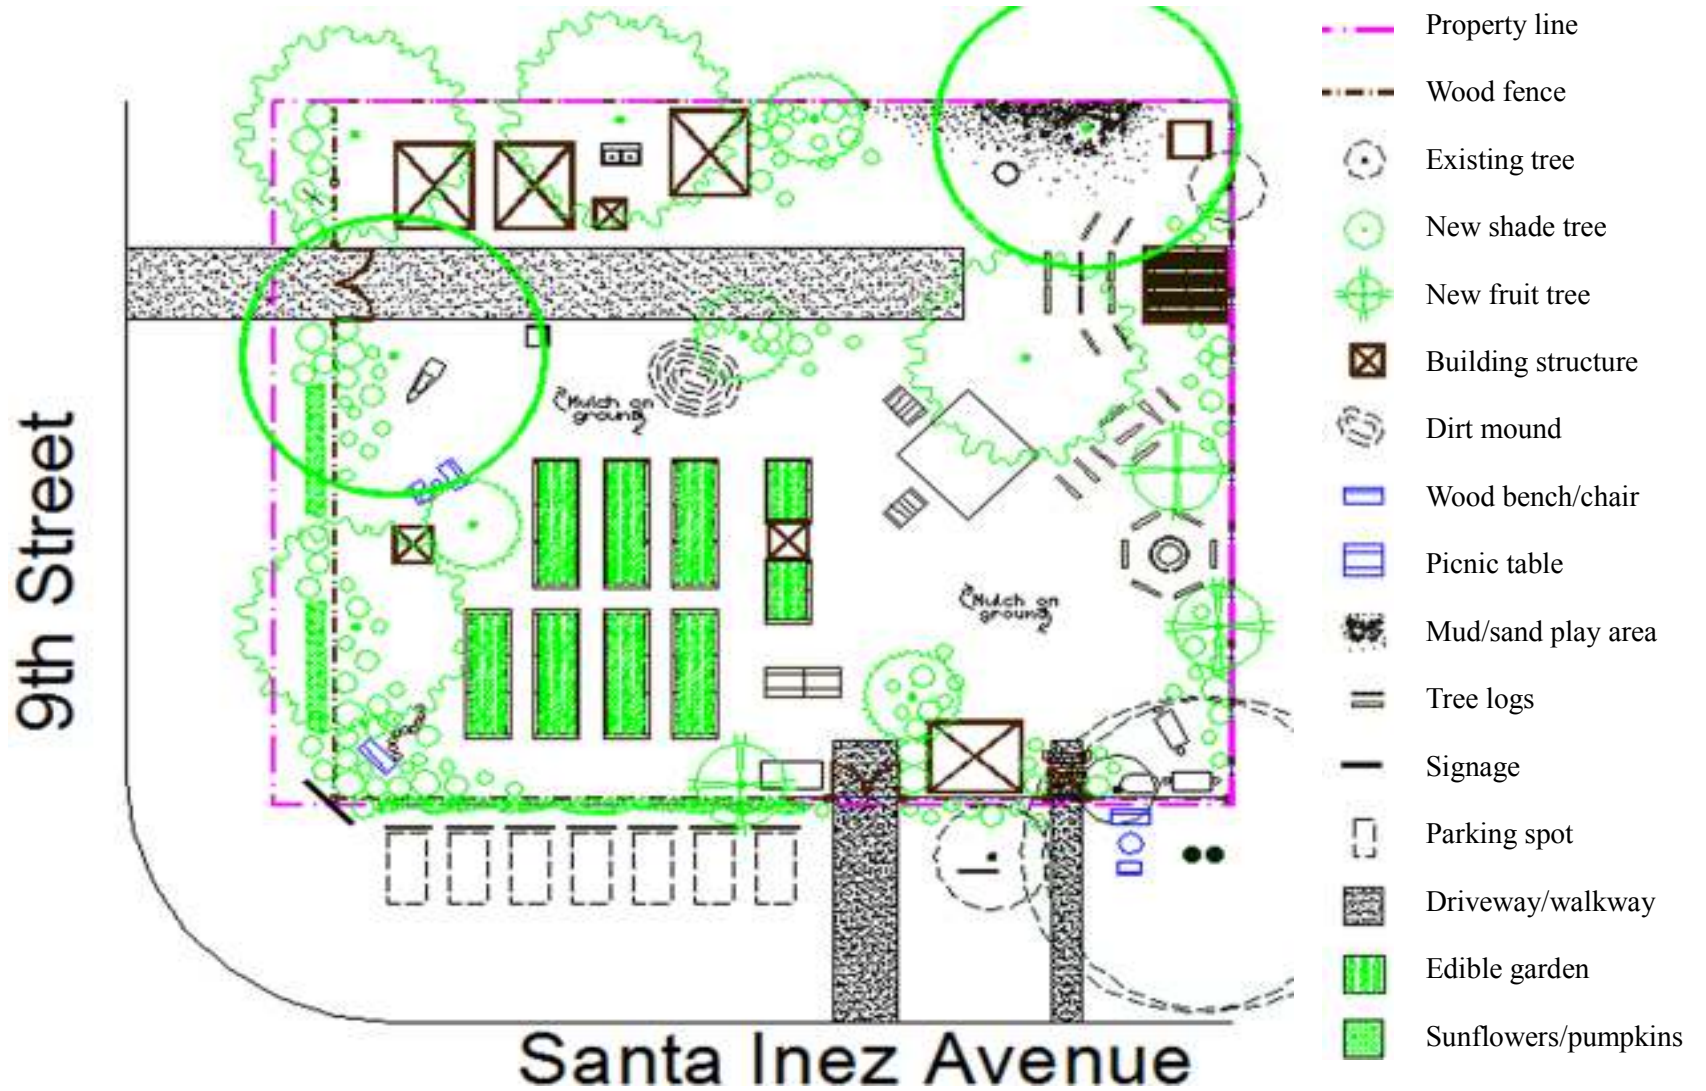 Property line
Wood fence
Existing tree
New shade tree
New fruit tree
Building structure
Dirt mound
Wood bench/chair
Picnic table
Mud/sand play area
Tree logs
Signage
Parking spot
Driveway/walkway
Edible garden
Sunflowers/pumpkins
Mulch on
ground
Mulch on
ground
9th Street
Santa Inez Avenue